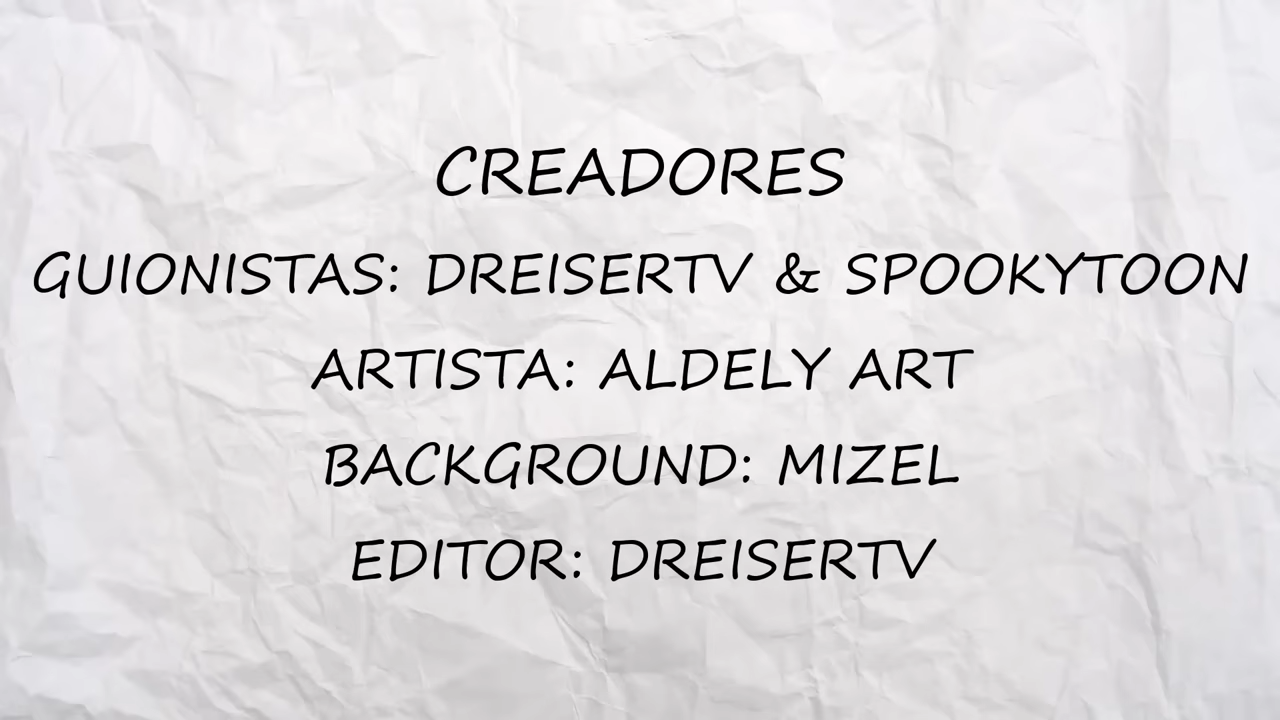 CREADORES
GUIONISTAS: DREISERTV & SPOOKYTOON
ARTISTA: ALDELY ART
BACKGROUND: MIZEL
EDITOR: DREISERTV